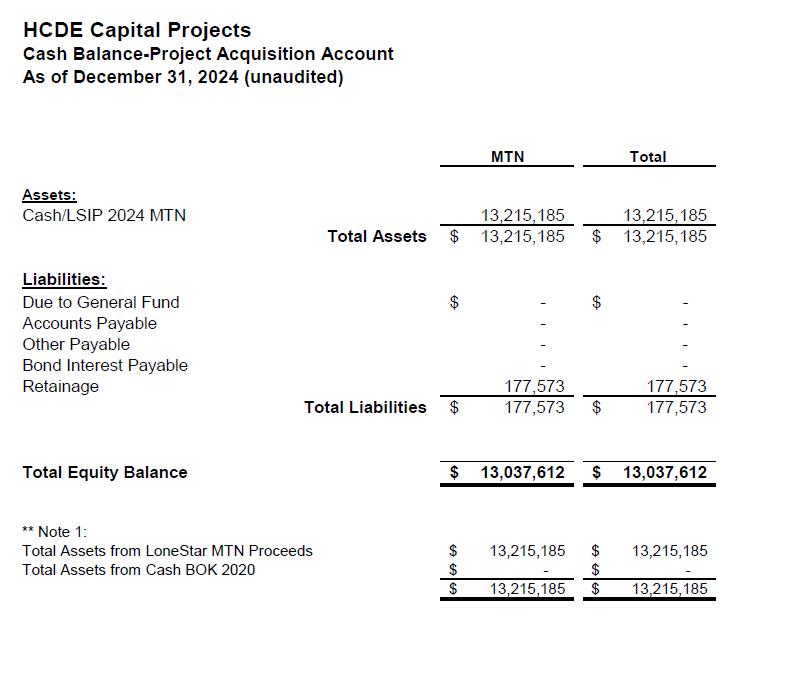 HCDE Capital Projects
Cash Balance-Project Acquisition Account
As of December 31, 2024 (unaudited)
MTN Total
Assets:
Cash/LSIP 2024 MTN 13,215,185 13,215,185
Total Assets $ 13,215,185 $ 13,215,185
Liabilities:
Due to General Fund $ - $ -
Accounts Payable - -
Other Payable - -
Bond Interest Payable - -
Retainage 177,573 177,573
Total Liabilities $ 177,573 $ 177,573
Total Equity Balance $ 13,037,612 $ 13,037,612
** Note 1:
Total Assets from LoneStar MTN Proceeds $ 13,215,185 $ 13,215,185
Total Assets from Cash BOK 2020 $ - $ -
$ 13,215,185 $ 13,215,185